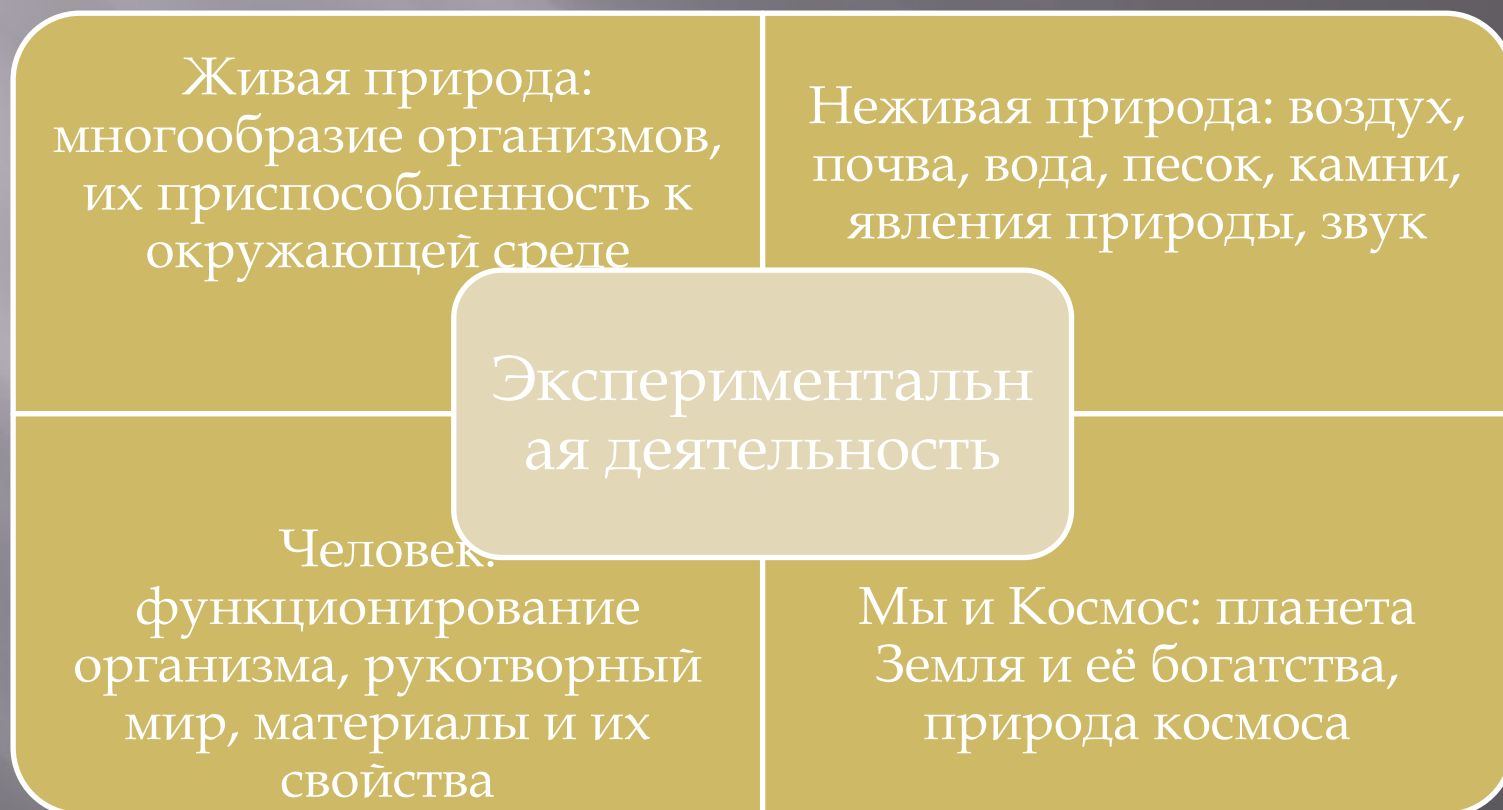 Живая природа:
многообразие организмов,
их приспособленность к
окружающей среде
Неживая природа: воздух,
почва, вода, песок, камни,
явления природы, звук
Экспериментальн
ая деятельность
Человек:
функционирование
организма, рукотворный
мир, материалы и их
свойства
Мы и Космос: планета
Земля и её богатства,
природа космоса